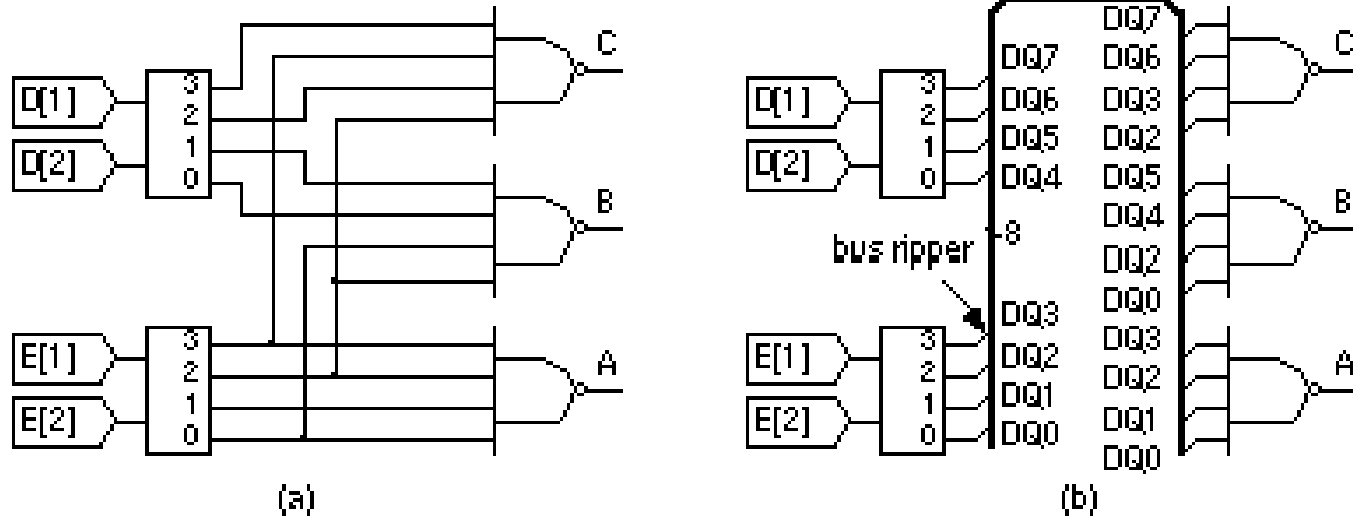 C
D[1]
D[2]
3
2
1
0
B
E[1]
E[2]
3
2
1
0
A
(a)
D[1]
D[2]
3
2
1
0
DQ7
DQ6
DQ5
DQ4
8
bus ripper
E[1]
E[2]
3
2
1
0
DQ3
DQ2
DQ1
DQ0
DQ7
DQ6
DQ3
DQ2
DQ5
DQ4
DQ2
DQ0
DQ3
DQ2
DQ1
DQ0
C
B
A
(b)